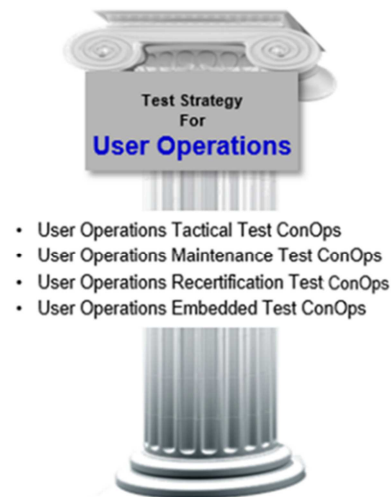 Test Strategy
For
User Operations
• User Operations Tactical Test ConOps
• User Operations Maintenance Test ConOps
• User Operations Recertification Test ConOps
• User Operations Embedded Test ConOps